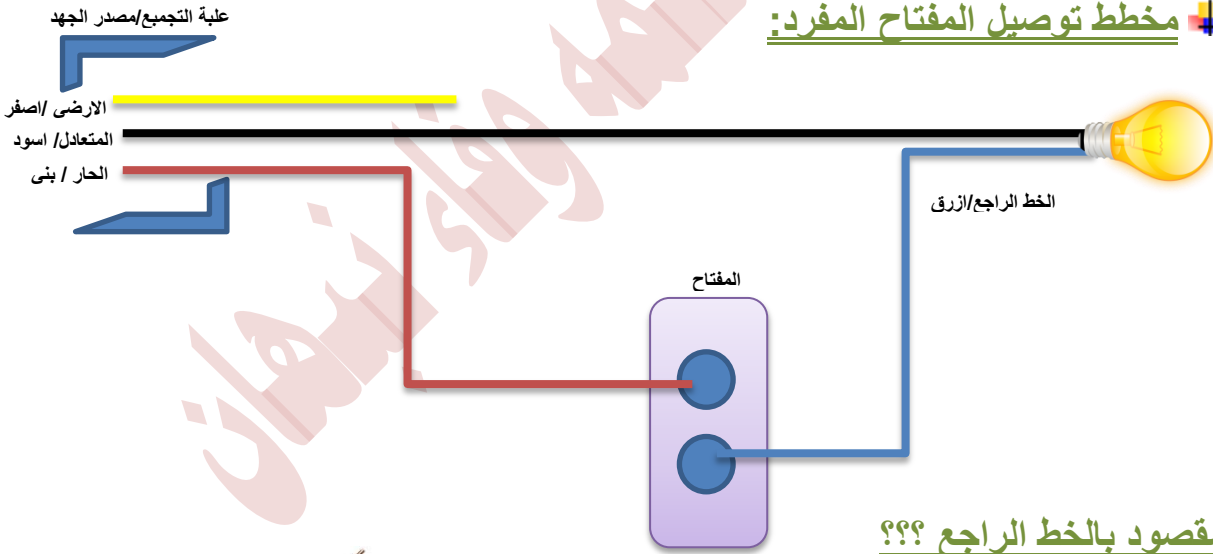 مخطط توصيل المفتاح المفرد:
علبة التجميع/مصدر الجهد
الارضى /اصفر
المتعادل/ اسود
الحار / بنى
الخط الراجع/ازرق
المفتاح
قصود بالخط الراجع ؟؟؟